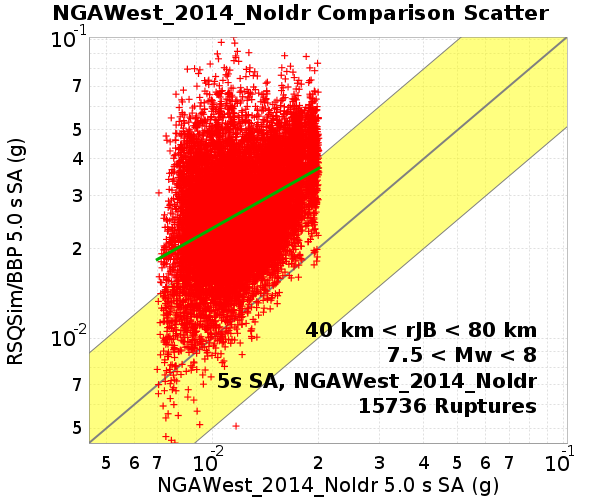 NGAWest_2014_NoIdr Comparison Scatter
RSQSim/BBP 5.0 s SA (g)
10-1
7
5
4
3
2
10-2
7
5
40 km < rJB < 80 km
7.5 < Mw < 8
5s SA, NGAWest_2014_NoIdr
15736 Ruptures
5 6 7 10-2 2 3 4 5 6 7 10-1
NGAWest_2014_NoIdr 5.0 s SA (g)